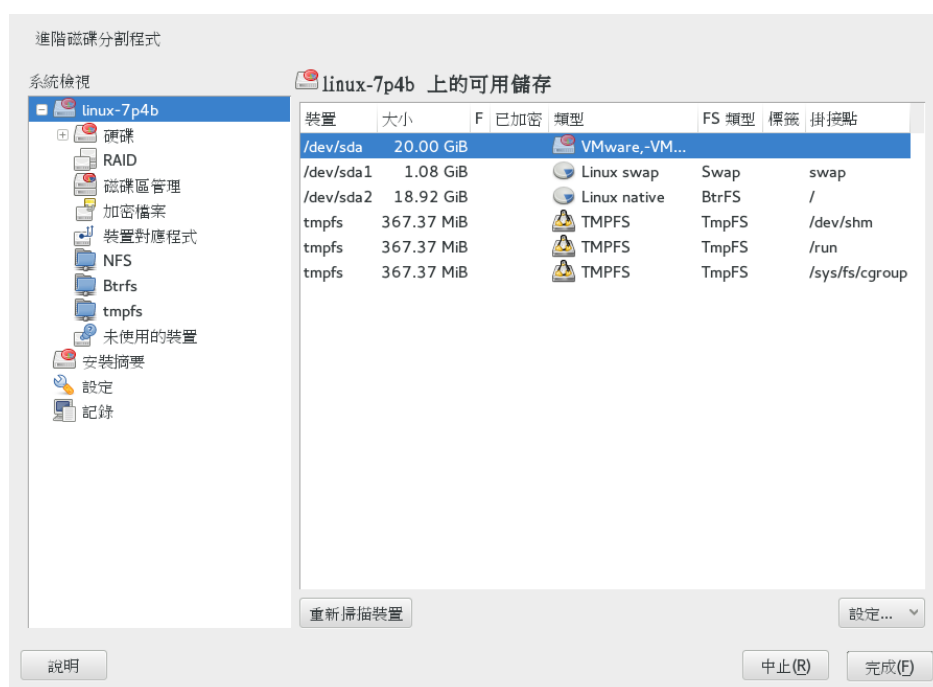 進階磁碟分割程式
系統檢視
linux-7p4b
硬碟
RAID
磁碟區管理
加密檔案
裝置對應程式
NFS
Btrfs
tmpfs
未使用的裝置
安裝摘要
設定
記錄
linux-7p4b 上的可用儲存
裝置 大小 F 已加密 類型 FS 類型 標籤 掛接點
/dev/sda 20.00 GiB VMware,-VM...
/dev/sda1 1.08 GiB Linux swap Swap swap
/dev/sda2 18.92 GiB Linux native BtrFS /
tmpfs 367.37 MiB TMPFS TmpFS /dev/shm
tmpfs 367.37 MiB TMPFS TmpFS /run
tmpfs 367.37 MiB TMPFS TmpFS /sys/fs/cgroup
重新掃描裝置 設定...
說明 中止(R) 完成(F)